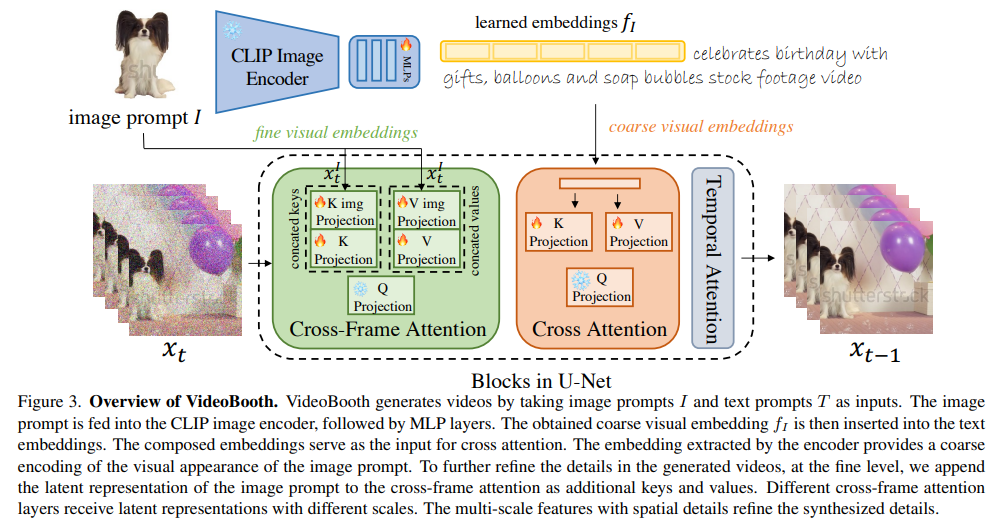 learned embeddings f_I
CLIP Image
Encoder
MLPs
celebrates birthday with
gifts, balloons and soap bubbles stock footage video
image prompt I
fine visual embeddings
coarse visual embeddings
x_t^I
x_t^I
concated keys
K img
Projection
K
Projection
V img
Projection
V
Projection
concated values
Q
Projection
Cross-Frame Attention
K
Projection
V
Projection
Q
Projection
Cross Attention
Temporal Attention
shutterstock
x_t
x_{t-1}
Blocks in U-Net
Figure 3. Overview of VideoBooth. VideoBooth generates videos by taking image prompts I and text prompts T as inputs. The image
prompt is fed into the CLIP image encoder, followed by MLP layers. The obtained coarse visual embedding f_I is then inserted into the text
embeddings. The composed embeddings serve as the input for cross attention. The embedding extracted by the encoder provides a coarse
encoding of the visual appearance of the image prompt. To further refine the details in the generated videos, at the fine level, we append
the latent representation of the image prompt to the cross-frame attention as additional keys and values. Different cross-frame attention
layers receive latent representations with different scales. The multi-scale features with spatial details refine the synthesized details.